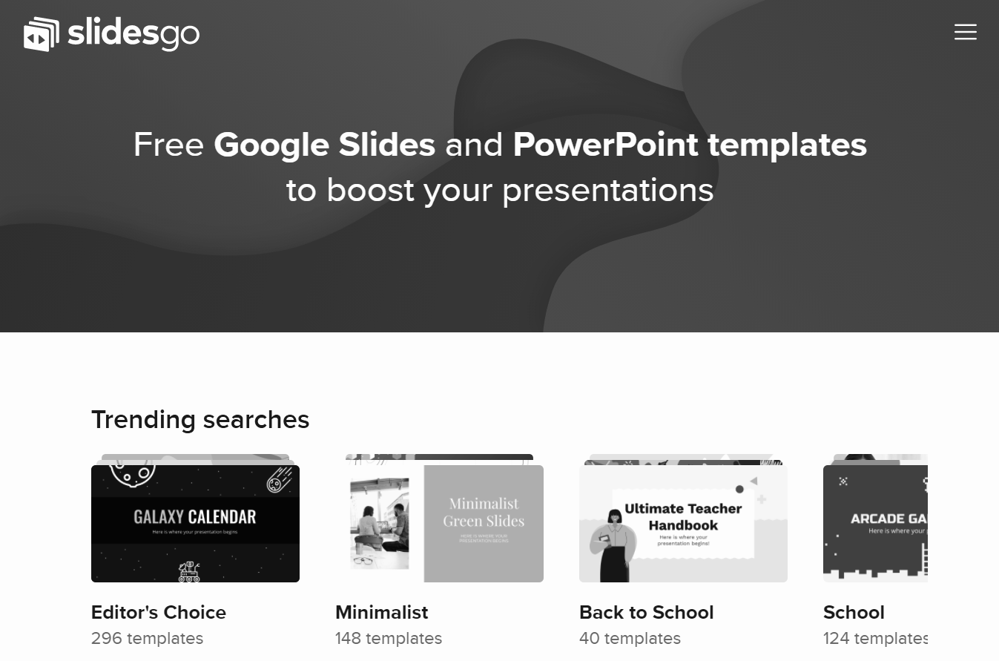 slidesgo
Free Google Slides and PowerPoint templates
to boost your presentations
Trending searches
GALAXY CALENDAR
Here is where your presentation begins
Minimalist
Green Slides
HERE IS WHERE YOUR
PRESENTATION BEGINS
Ultimate Teacher
Handbook
Here is where your
presentation begins!
ARCADE GA
Here is where your p
Editor's Choice
296 templates
Minimalist
148 templates
Back to School
40 templates
School
124 templates